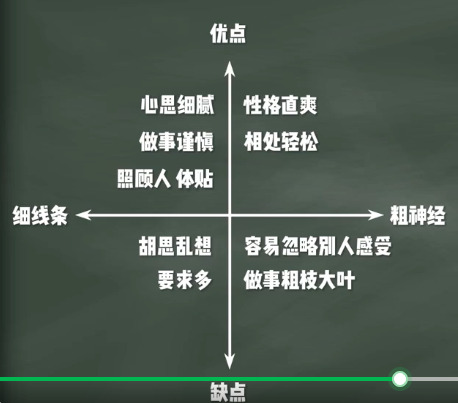 优点
心思细腻 性格直爽
做事谨慎 相处轻松
照顾人 体贴
细线条 粗神经
胡思乱想 容易忽略别人感受
要求多 做事粗枝大叶
缺点